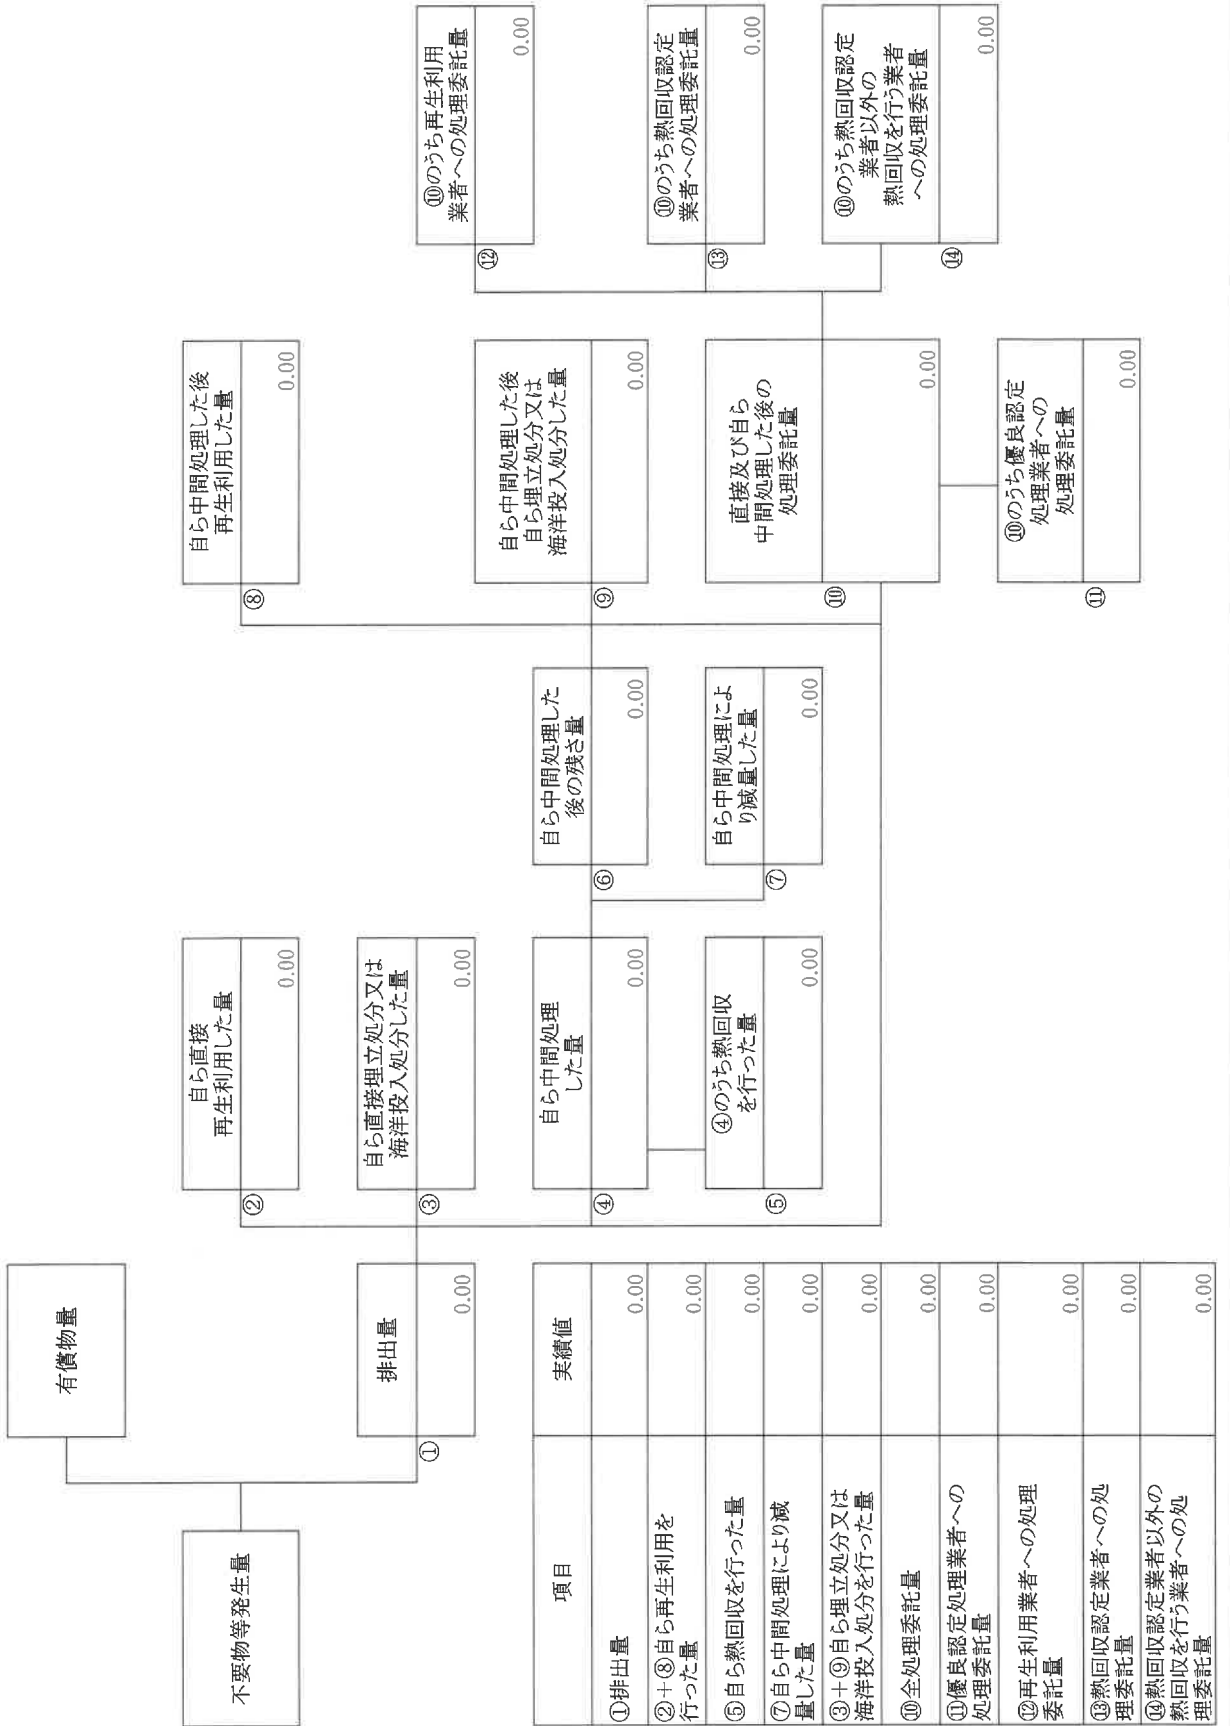 有償物量
不要物等発生量
排出量
①
0.00
自ら直接
再生利用した量
②
0.00
自ら直接埋立処分又は
海洋投入処分した量
③
0.00
自ら中間処理
した量
④
0.00
④のうち熱回収
を行った量
⑤
0.00
自ら中間処理した
後の残さ量
⑥
0.00
自ら中間処理によ
り減量した量
⑦
0.00
自ら中間処理した後
再生利用した量
⑧
0.00
自ら中間処理した後
自ら埋立処分又は
海洋投入処分した量
⑨
0.00
直接及び自ら
中間処理した後の
処理委託量
⑩
0.00
⑩のうち優良認定
処理業者への
処理委託量
⑪
0.00
⑩のうち再生利用
業者への処理委託量
⑫
0.00
⑩のうち熱回収認定
業者への処理委託量
⑬
0.00
⑩のうち熱回収認定
業者以外の
熱回収を行う業者
への処理委託量
⑭
0.00
項目 実績値
①排出量 0.00
②+⑧自ら再生利用を
行った量 0.00
⑤自ら熱回収を行った量 0.00
⑦自ら中間処理により減
量した量 0.00
③+⑨自ら埋立処分又は
海洋投入処分を行った量 0.00
⑩全処理委託量 0.00
⑪優良認定処理業者への
処理委託量 0.00
⑫再生利用業者への処理
委託量 0.00
⑬熱回収認定業者への処
理委託量 0.00
⑭熱回収認定業者以外の
熱回収を行う業者への処
理委託量 0.00